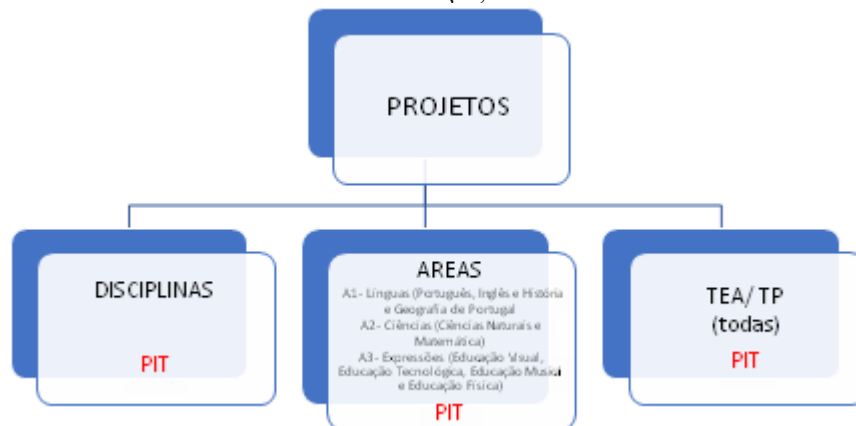 PROJETOS
DISCIPLINAS
PIT
AREAS
A1- Línguas (Português, Inglês e História
e Geografia de Portugal
A2- Ciências (Ciências Naturais e
Matemática)
A3- Expressões (Educação Visual,
Educação Tecnológica, Educação Musical
e Educação Física)
PIT
TEA/ TP
(todas)
PIT